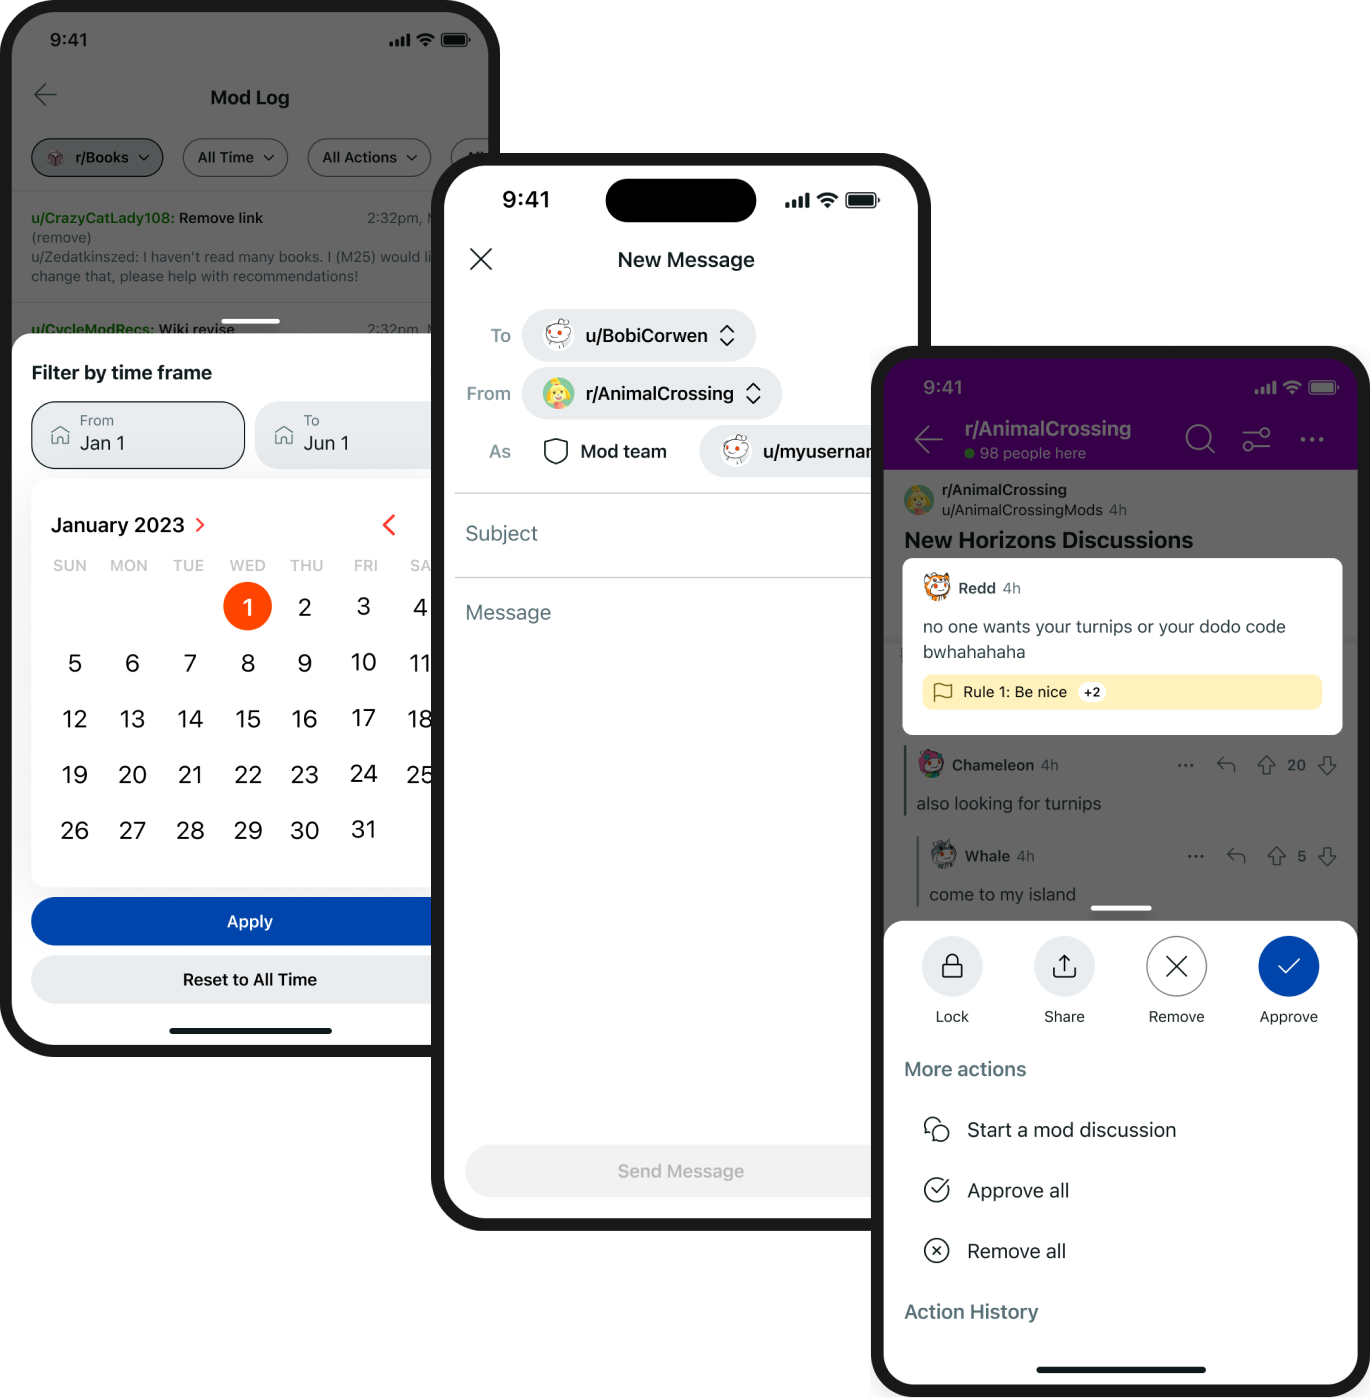 9:41
Mod Log
r/Books
All Time
All Actions
u/CrazyCatLady108: Remove link
2:32pm,
(remove)
u/Zedatkinszed: I haven't read many books. I (M25) would
change that, please help with recommendations!
u/CycleModRecs: Wiki revise
2:32pm,
Filter by time frame
From
Jan 1
To
Jun 1
January 2023
SUN MON TUE WED THU FRI
1 2 3 4
5 6 7 8 9 10 11
12 13 14 15 16 17 18
19 20 21 22 23 24 25
26 27 28 29 30 31
Apply
Reset to All Time
9:41
New Message
To
u/BobiCorwen
From
r/AnimalCrossing
As
Mod team
u/myusernam
Subject
Message
Send Message
9:41
r/AnimalCrossing
98 people here
r/AnimalCrossing
u/AnimalCrossingMods 4h
New Horizons Discussions
Redd 4h
no one wants your turnips or your dodo code
bwhahahaha
Rule 1: Be nice +2
Chameleon 4h
20
also looking for turnips
Whale 4h
5
come to my island
Lock
Share
Remove
Approve
More actions
Start a mod discussion
Approve all
Remove all
Action History